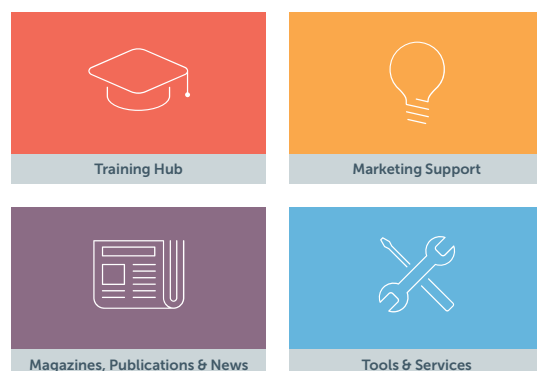 Training Hub
Marketing Support
Magazines, Publications & News
Tools & Services